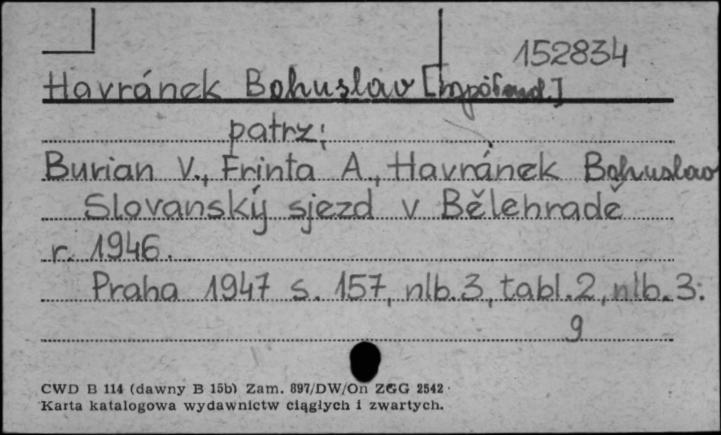 152834
Havránek Bohuslav [współaud.]
patrz:
Burian V., Frinta A., Havránek Bohuslav
Slovanský sjezd v Bělehradě
r. 1946.
Praha 1947 s. 157, nlb. 3, tabl. 2, nlb. 3.
9
CWD B 114 (dawny B 15b) Zam. 897/DW/On ZGG 2542
Karta katalogowa wydawnictw ciągłych i zwartych.